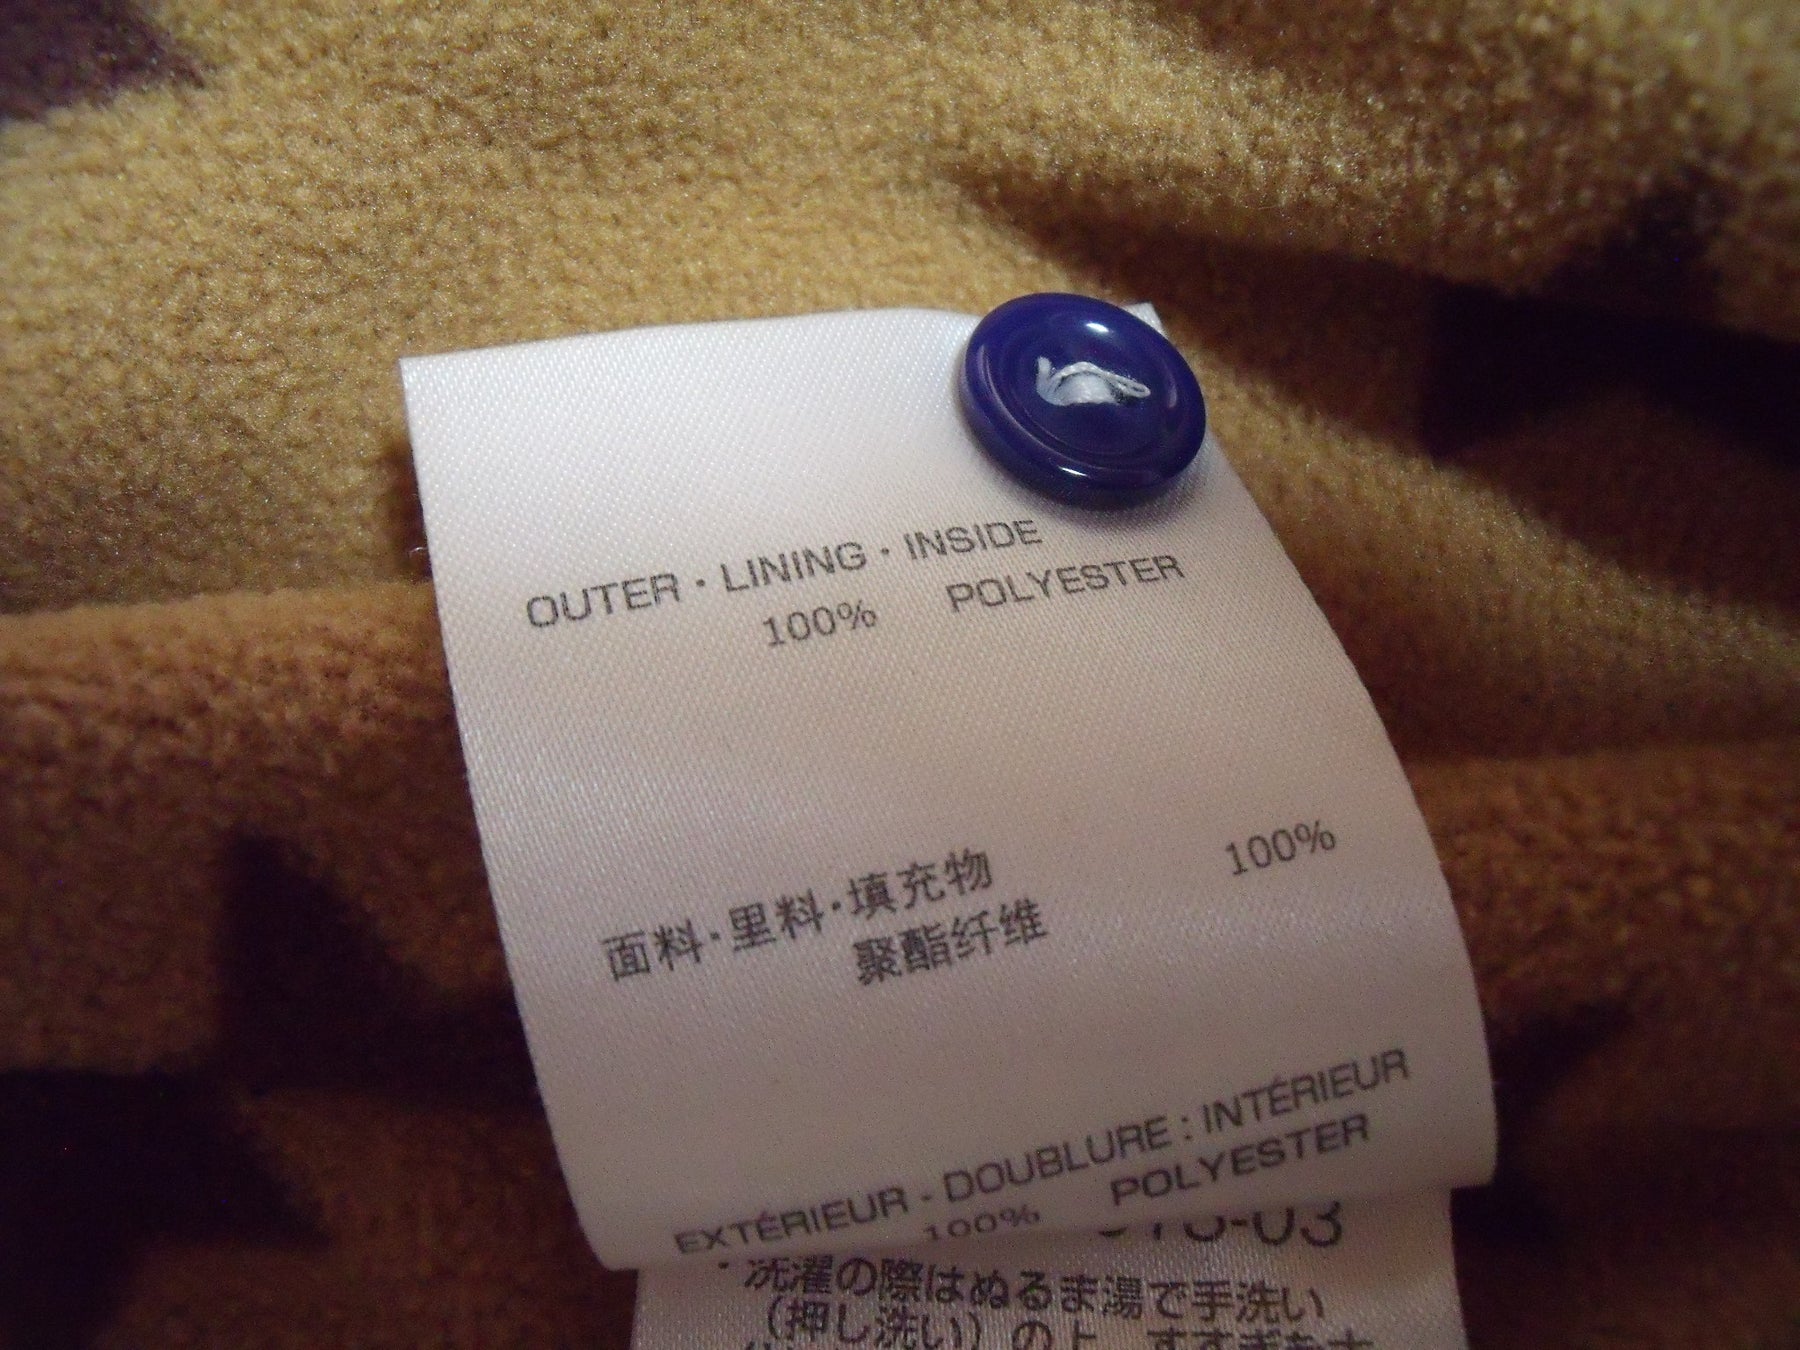 OUTER・LINING・INSIDE
100% POLYESTER
面料・里料・填充物 100%
聚酯纤维
EXTÉRIEUR - DOUBLURE : INTÉRIEUR
100% POLYESTER
-03
・洗濯の際はぬるま湯で手洗い
（押し洗い）の上、すすぎを十